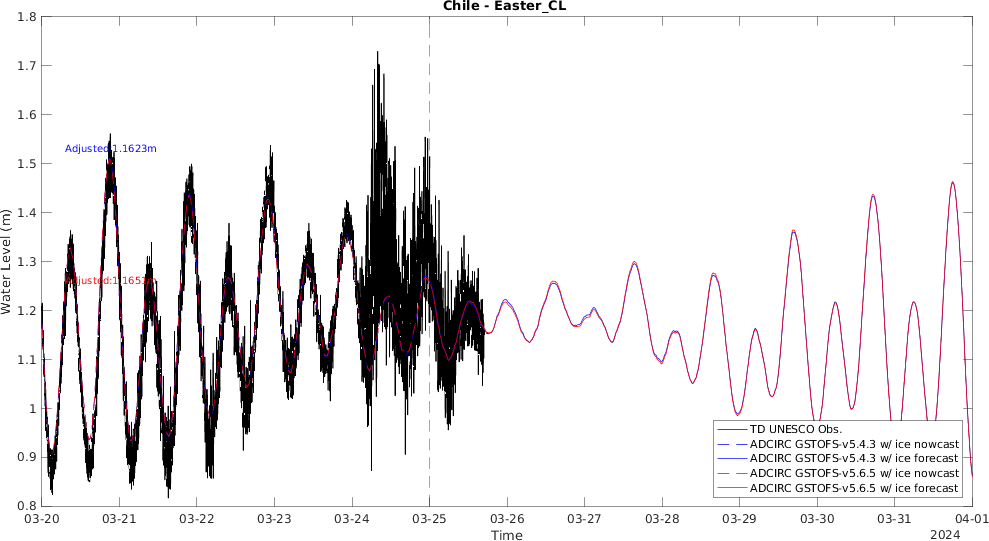 Chile - Easter_CL
1.8
1.7
1.6
1.5
1.4
1.3
1.2
1.1
1
0.9
0.8
Water Level (m)
Adjusted:1.1623m
Adjusted:1.1657m
TD UNESCO Obs.
ADCIRC GSTOFS-v5.4.3 w/ ice nowcast
ADCIRC GSTOFS-v5.4.3 w/ ice forecast
ADCIRC GSTOFS-v5.6.5 w/ ice nowcast
ADCIRC GSTOFS-v5.6.5 w/ ice forecast
03-20 03-21 03-22 03-23 03-24 03-25 03-26 03-27 03-28 03-29 03-30 03-31 04-01
Time
2024